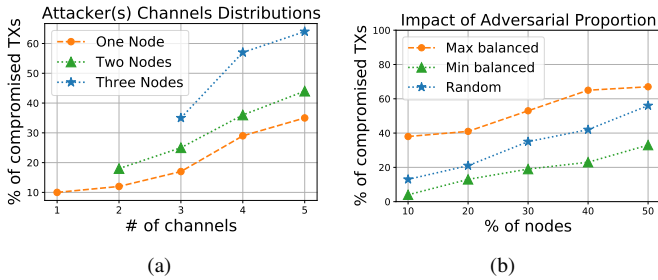 Attacker(s) Channels Distributions
% of compromised TXs
60
50
40
30
20
10
One Node
Two Nodes
Three Nodes
1 2 3 4 5
# of channels
(a)
Impact of Adversarial Proportion
% of compromised TXs
100
80
60
40
20
0
Max balanced
Min balanced
Random
10 20 30 40 50
% of nodes
(b)